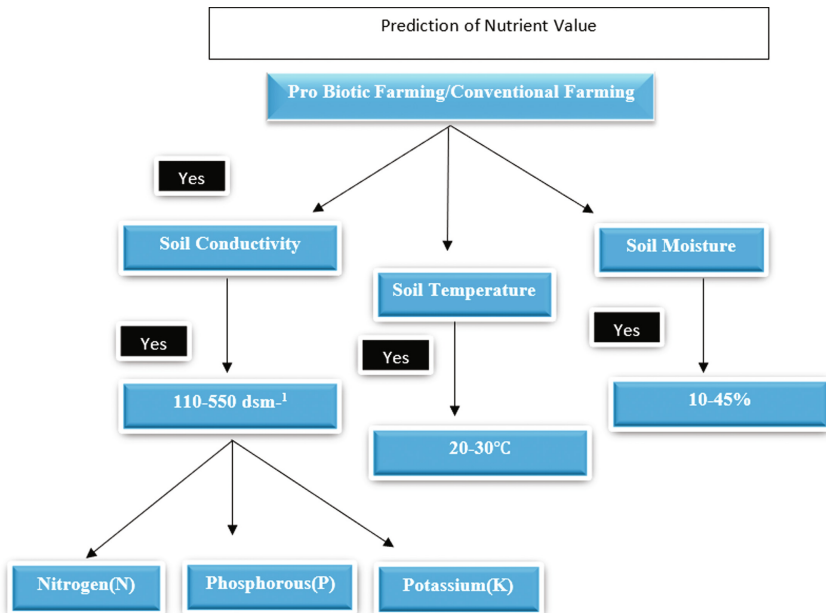 Prediction of Nutrient Value
Pro Biotic Farming/Conventional Farming
Yes
Soil Conductivity
Soil Temperature
Soil Moisture
Yes
Yes
Yes
110-550 dsm-¹
20-30°C
10-45%
Nitrogen(N)
Phosphorous(P)
Potassium(K)